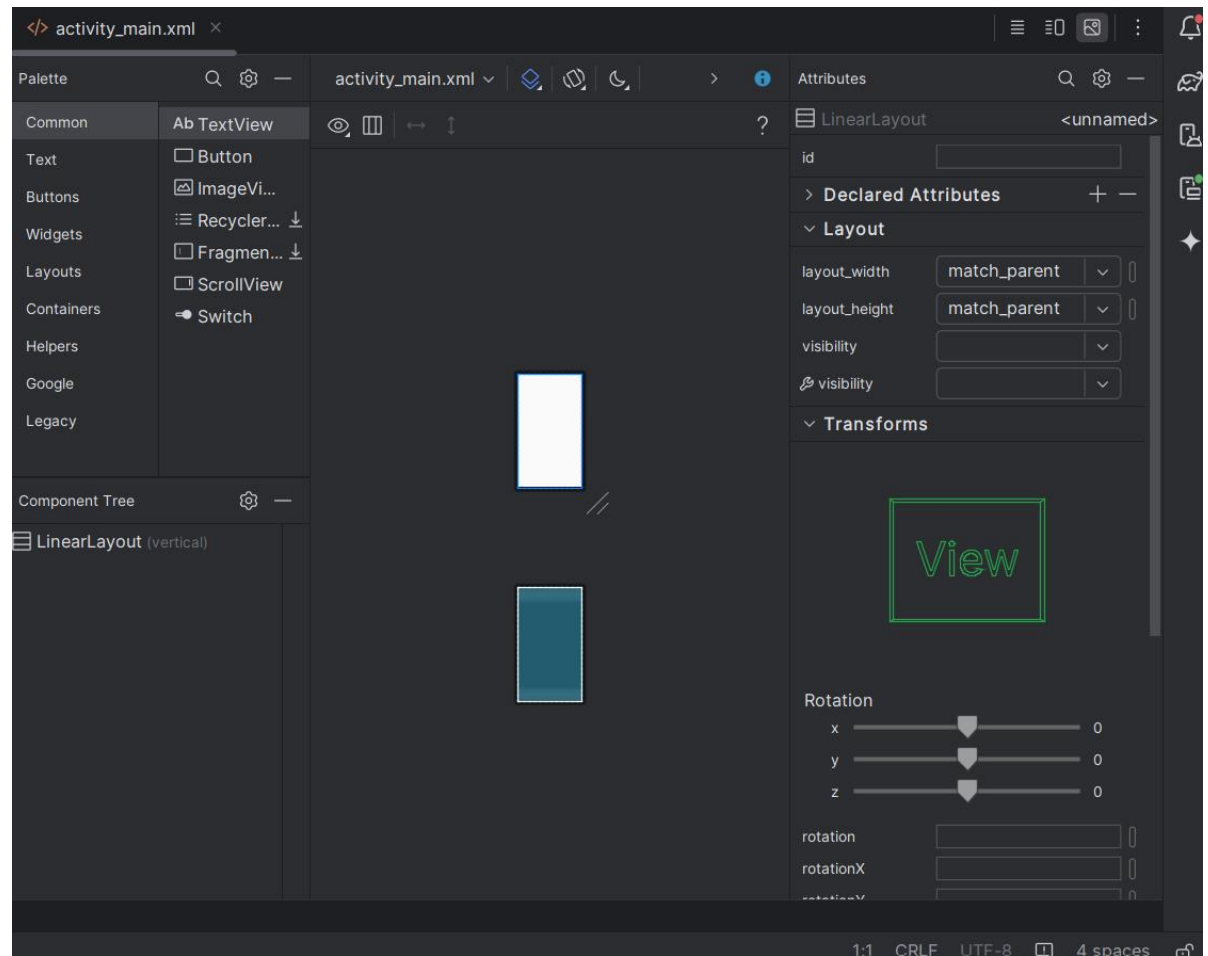 activity_main.xml
Palette
Common
Text
Buttons
Widgets
Layouts
Containers
Helpers
Google
Legacy
Ab TextView
Button
ImageVi...
Recycler...
Fragmen...
ScrollView
Switch
Component Tree
LinearLayout (vertical)
activity_main.xml
?
Attributes
LinearLayout <unnamed>
id
Declared Attributes
Layout
layout_width match_parent
layout_height match_parent
visibility
visibility
Transforms
View
Rotation
x 0
y 0
z 0
rotation
rotationX
rotationY
1:1 CRLF UTF-8 4 spaces